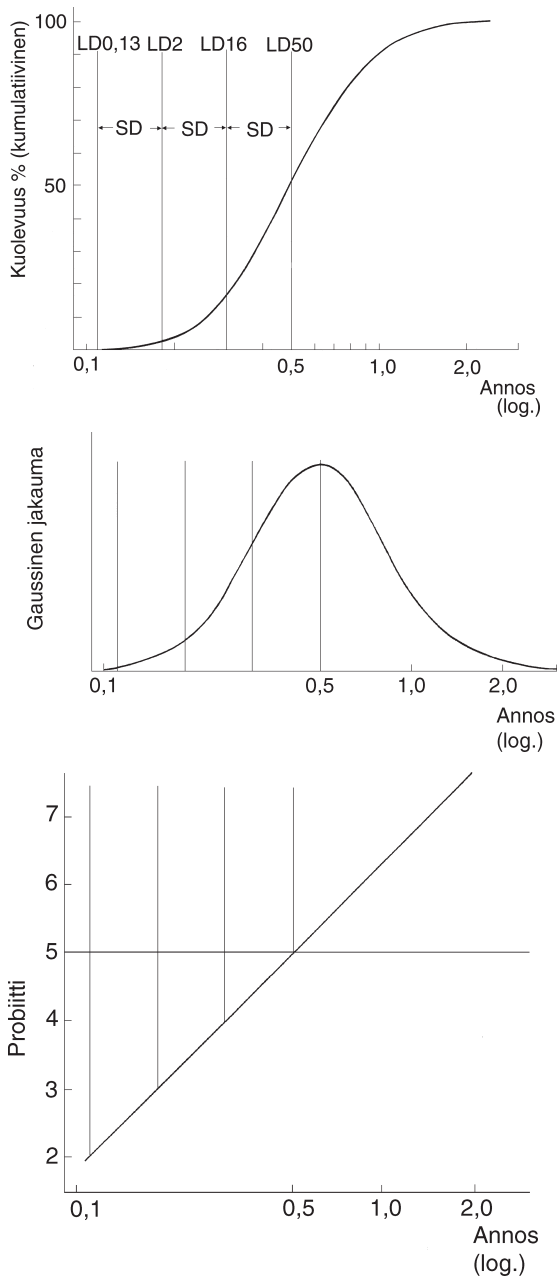 100
LD0,13 LD2 LD16 LD50
SD SD SD
50
Kuolevuus % (kumulatiivinen)
0,1 0,5 1,0 2,0
Annos
(log.)
Gaussinen jakauma
0,1 0,5 1,0 2,0
Annos
(log.)
7
6
5
4
3
2
Probiitti
0,1 0,5 1,0 2,0
Annos
(log.)